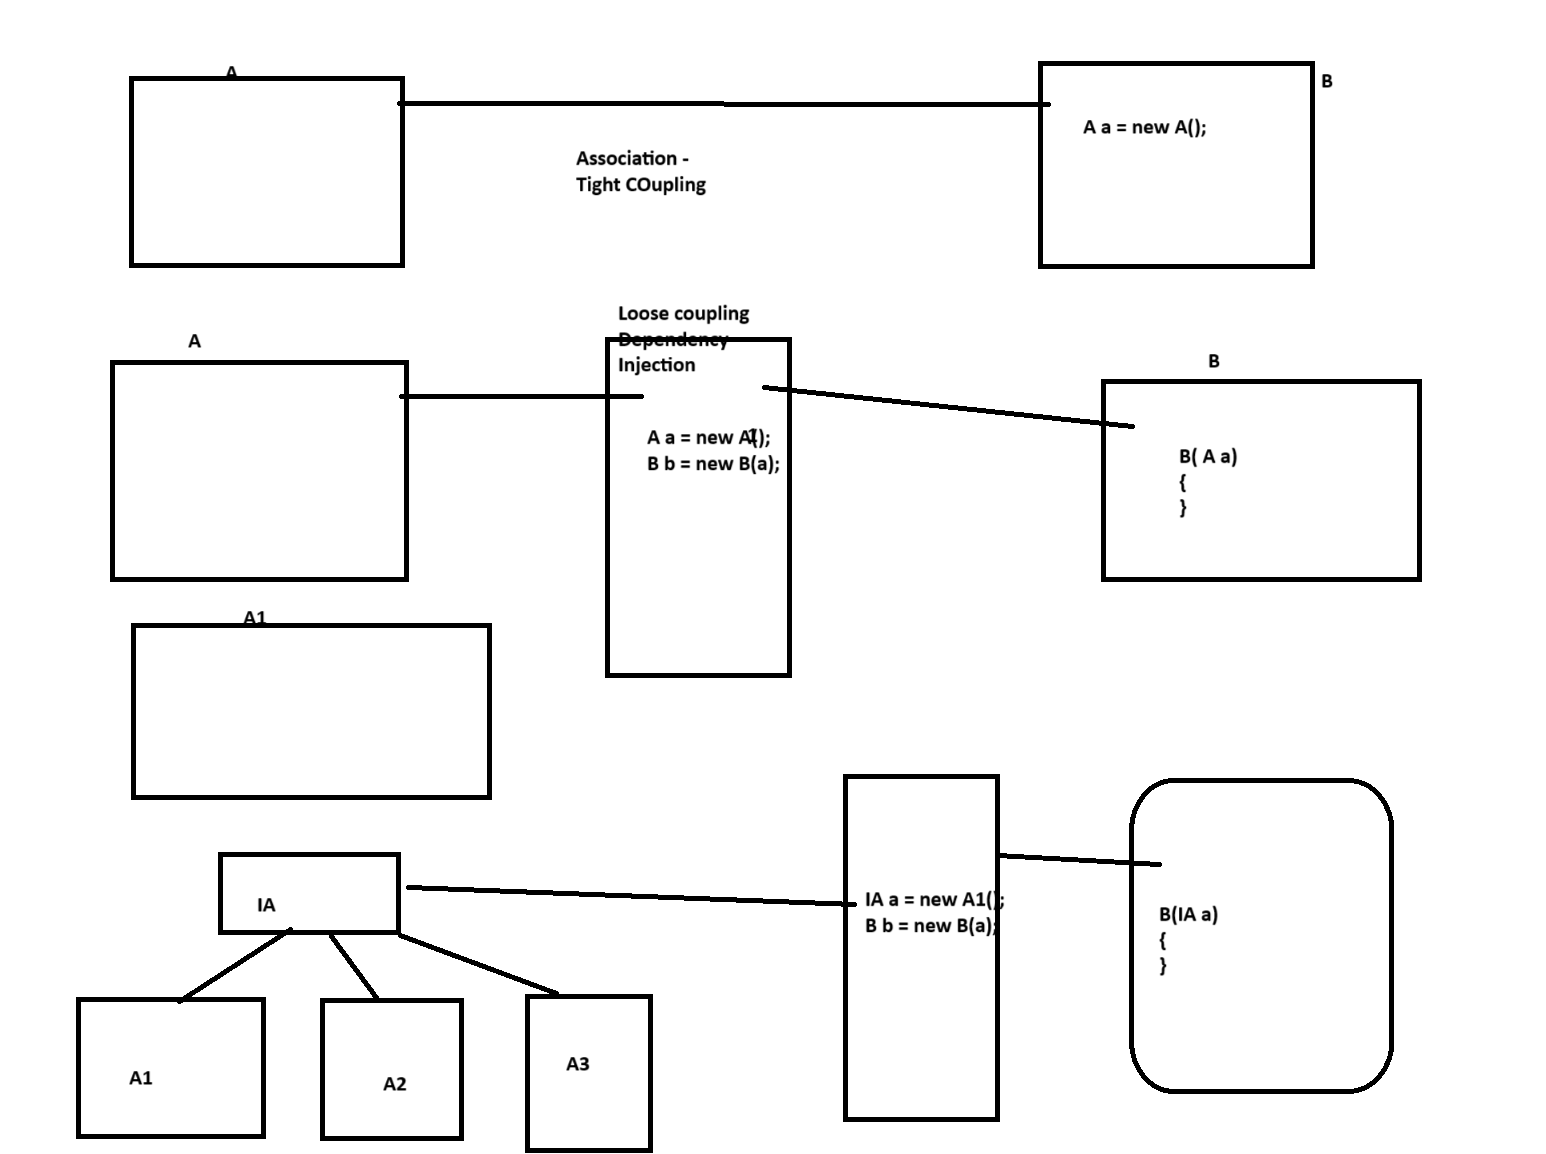 A
B
A a = new A();
Association -
Tight COupling
Loose coupling
Dependency
Injection
A
B
A a = new A();
1
B b = new B(a);
B( A a)
{
}
A1
IA
IA a = new A1();
B b = new B(a);
B(IA a)
{
}
A1
A2
A3